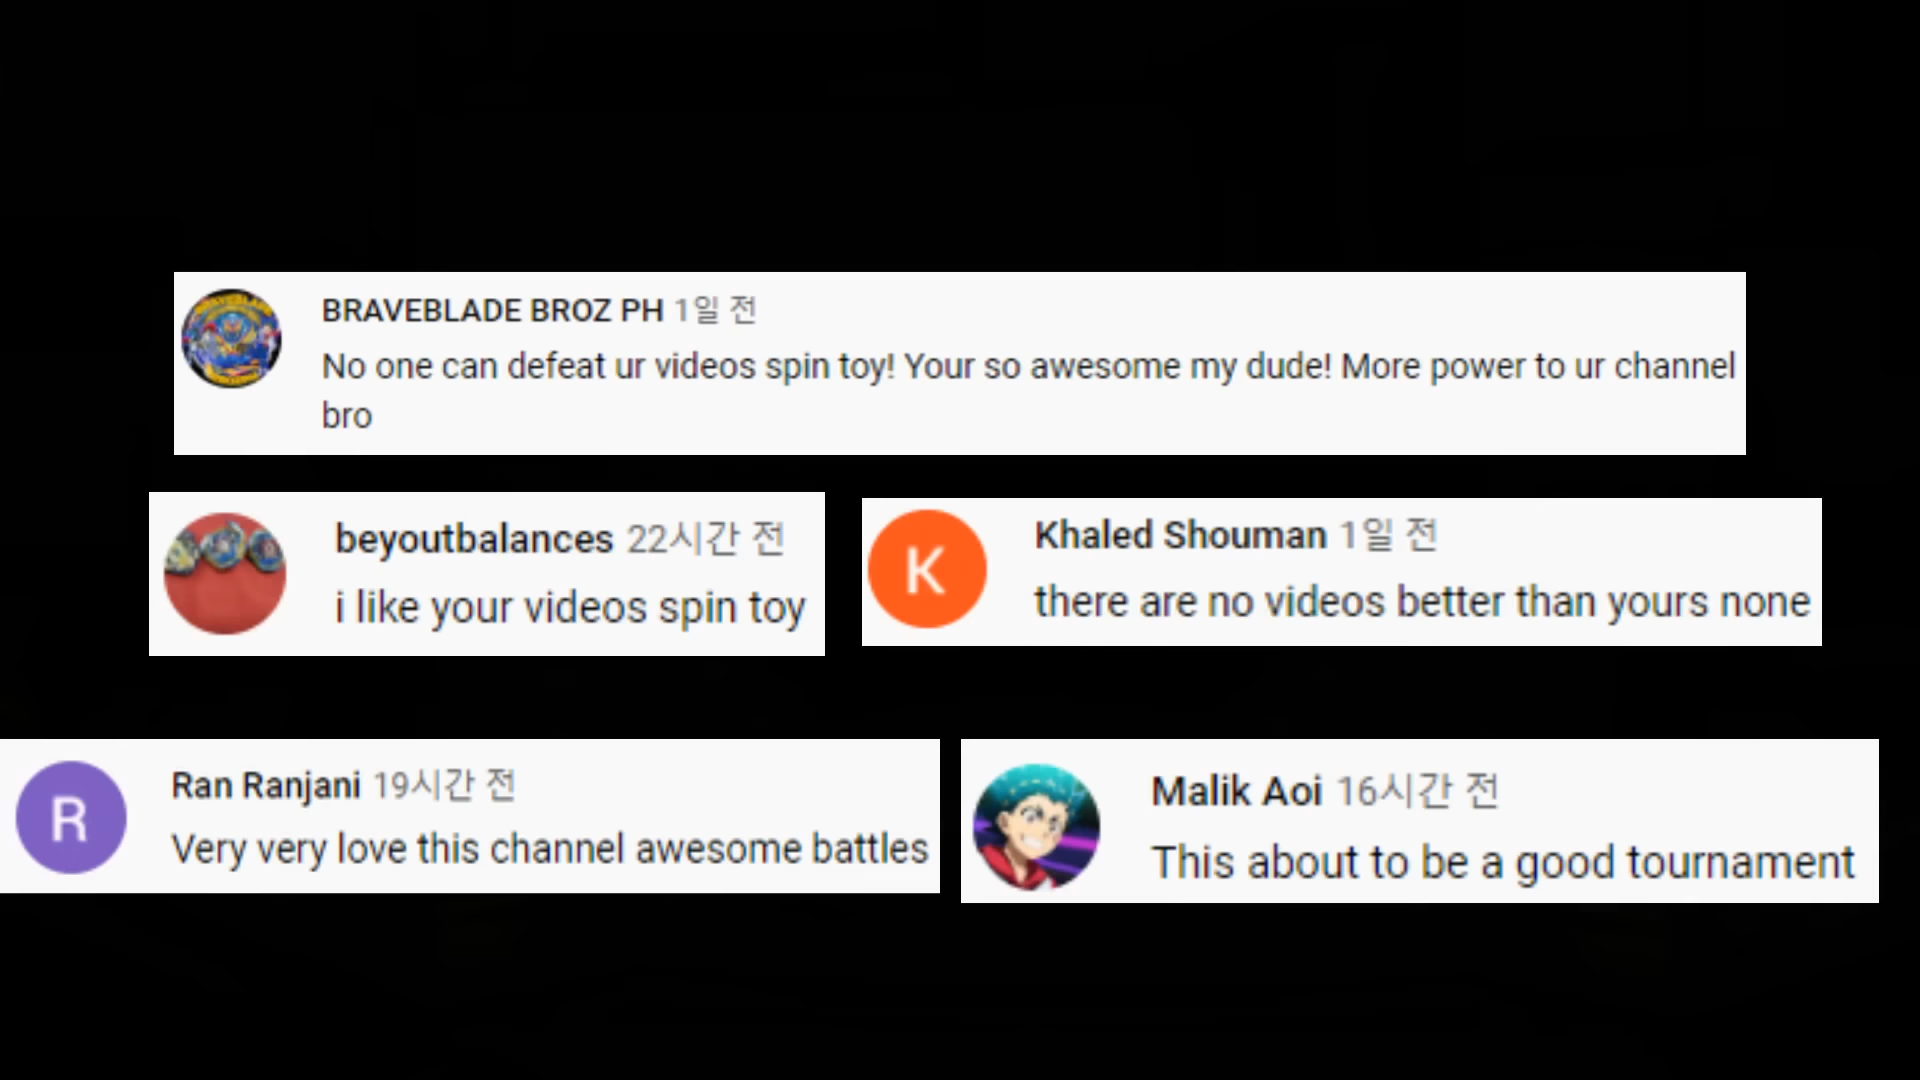 BRAVEBLADE BROZ PH 1일 전
No one can defeat ur videos spin toy! Your so awesome my dude! More power to ur channel
bro
beyoutbalances 22시간 전
i like your videos spin toy
K
Khaled Shouman 1일 전
there are no videos better than yours none
R
Ran Ranjani 19시간 전
Very very love this channel awesome battles
Malik Aoi 16시간 전
This about to be a good tournament